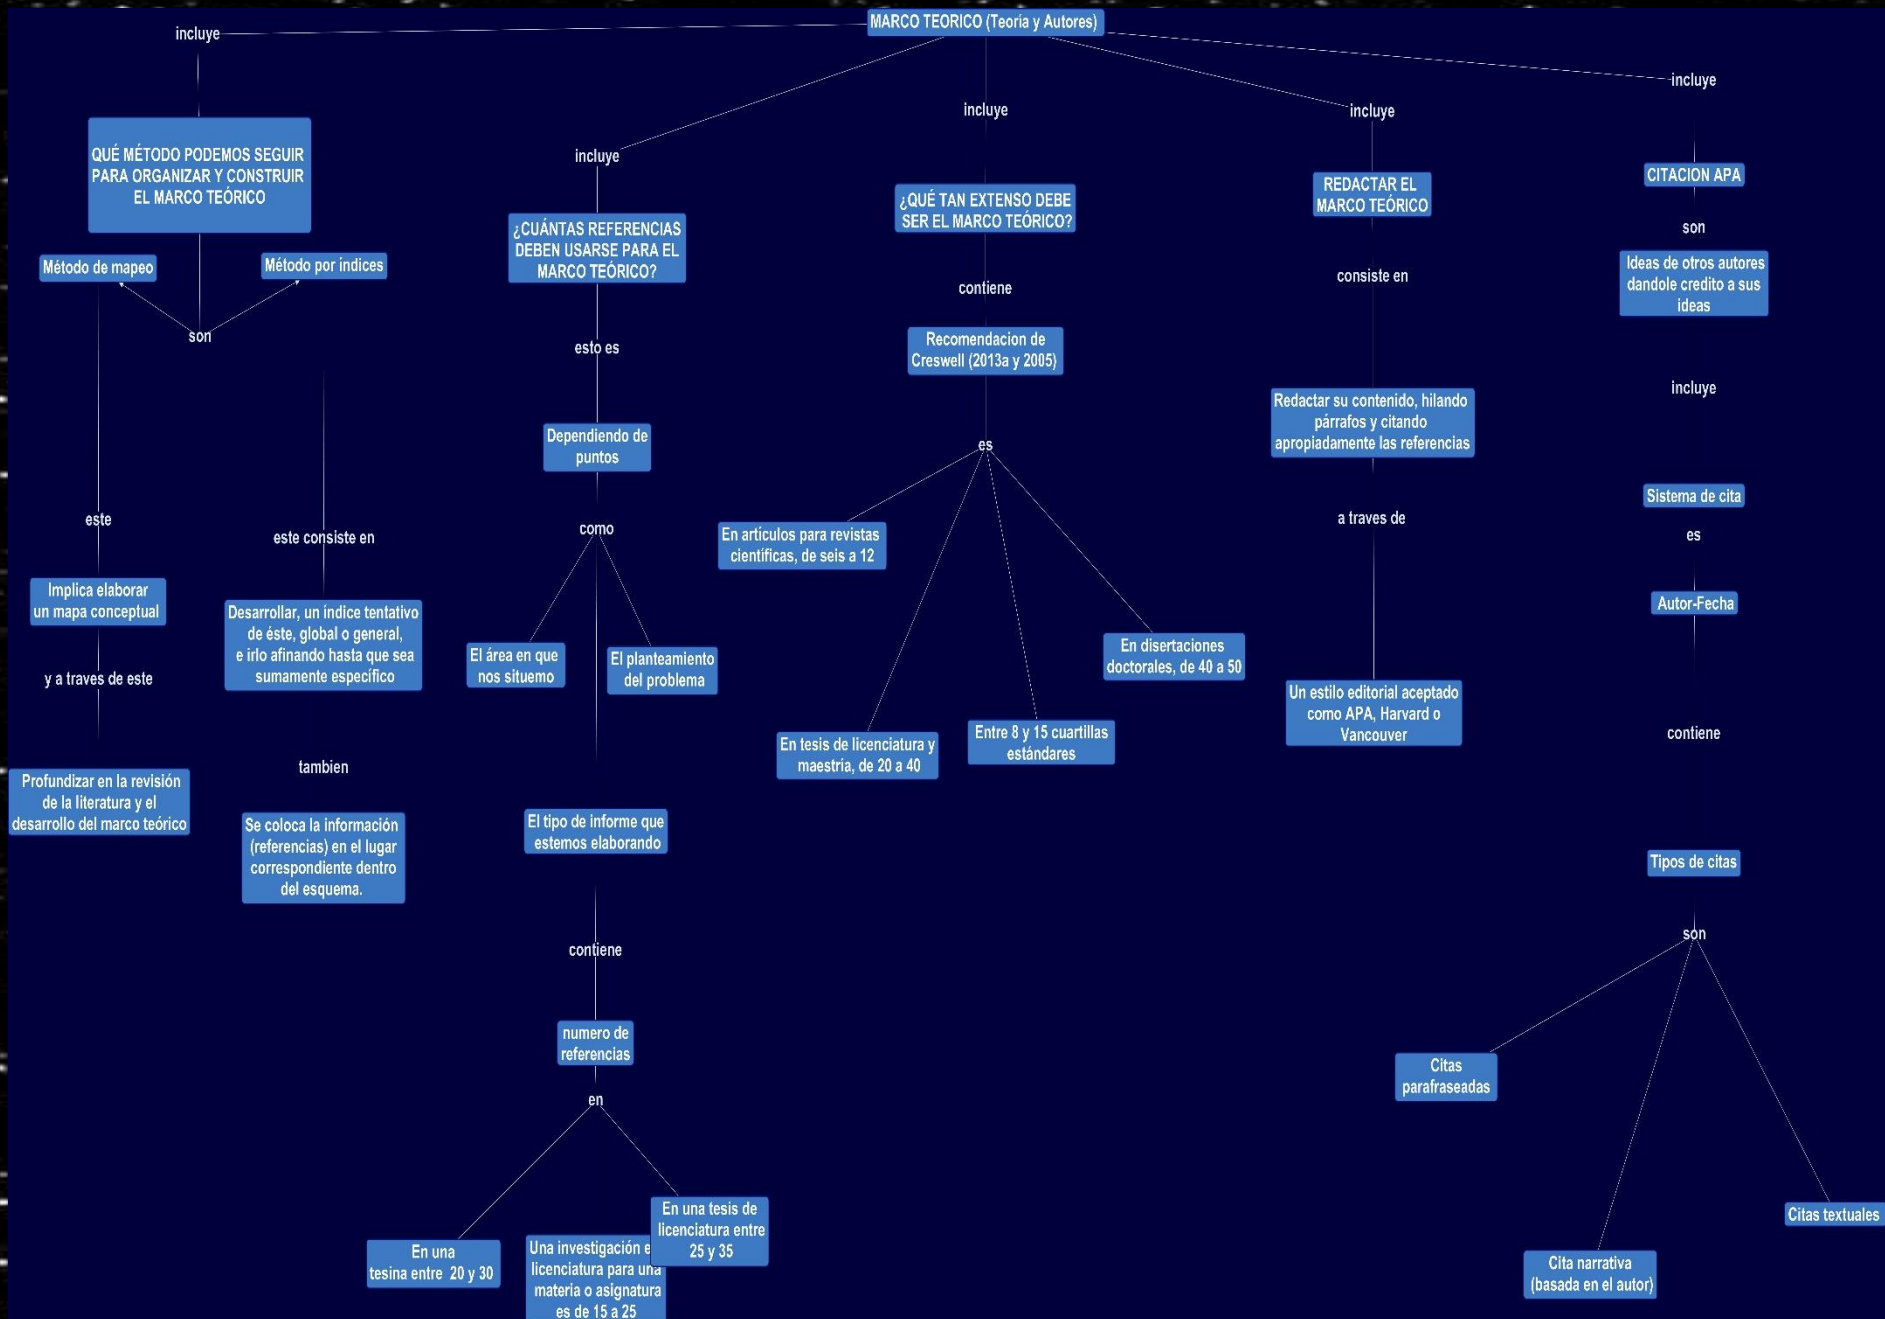 MARCO TEORICO (Teoría y Autores)
incluye
QUÉ MÉTODO PODEMOS SEGUIR
PARA ORGANIZAR Y CONSTRUIR
EL MARCO TEÓRICO
Método de mapeo
Método por índices
son
este
Implica elaborar
un mapa conceptual
y a traves de este
Profundizar en la revisión
de la literatura y el
desarrollo del marco teórico
este consiste en
Desarrollar, un índice tentativo
de éste, global o general,
e irlo afinando hasta que sea
sumamente específico
tambien
Se coloca la información
(referencias) en el lugar
correspondiente dentro
del esquema.
incluye
¿CUÁNTAS REFERENCIAS
DEBEN USARSE PARA EL
MARCO TEÓRICO?
esto es
Dependiendo de
puntos
como
El área en que
nos situemo
El planteamiento
del problema
El tipo de informe que
estemos elaborando
contiene
numero de
referencias
en
En una
tesina entre 20 y 30
Una investigación e
licenciatura para una
materia o asignatura
es de 15 a 25
En una tesis de
licenciatura entre
25 y 35
incluye
¿QUÉ TAN EXTENSO DEBE
SER EL MARCO TEÓRICO?
contiene
Recomendacion de
Creswell (2013a y 2005)
es
En artículos para revistas
científicas, de seis a 12
En tesis de licenciatura y
maestría, de 20 a 40
Entre 8 y 15 cuartillas
estándares
En disertaciones
doctorales, de 40 a 50
incluye
REDACTAR EL
MARCO TEÓRICO
consiste en
Redactar su contenido, hilando
párrafos y citando
apropiadamente las referencias
a traves de
Un estilo editorial aceptado
como APA, Harvard o
Vancouver
incluye
CITACION APA
son
Ideas de otros autores
dandole credito a sus
ideas
incluye
Sistema de cita
es
Autor-Fecha
contiene
Tipos de citas
son
Citas
parafraseadas
Cita narrativa
(basada en el autor)
Citas textuales